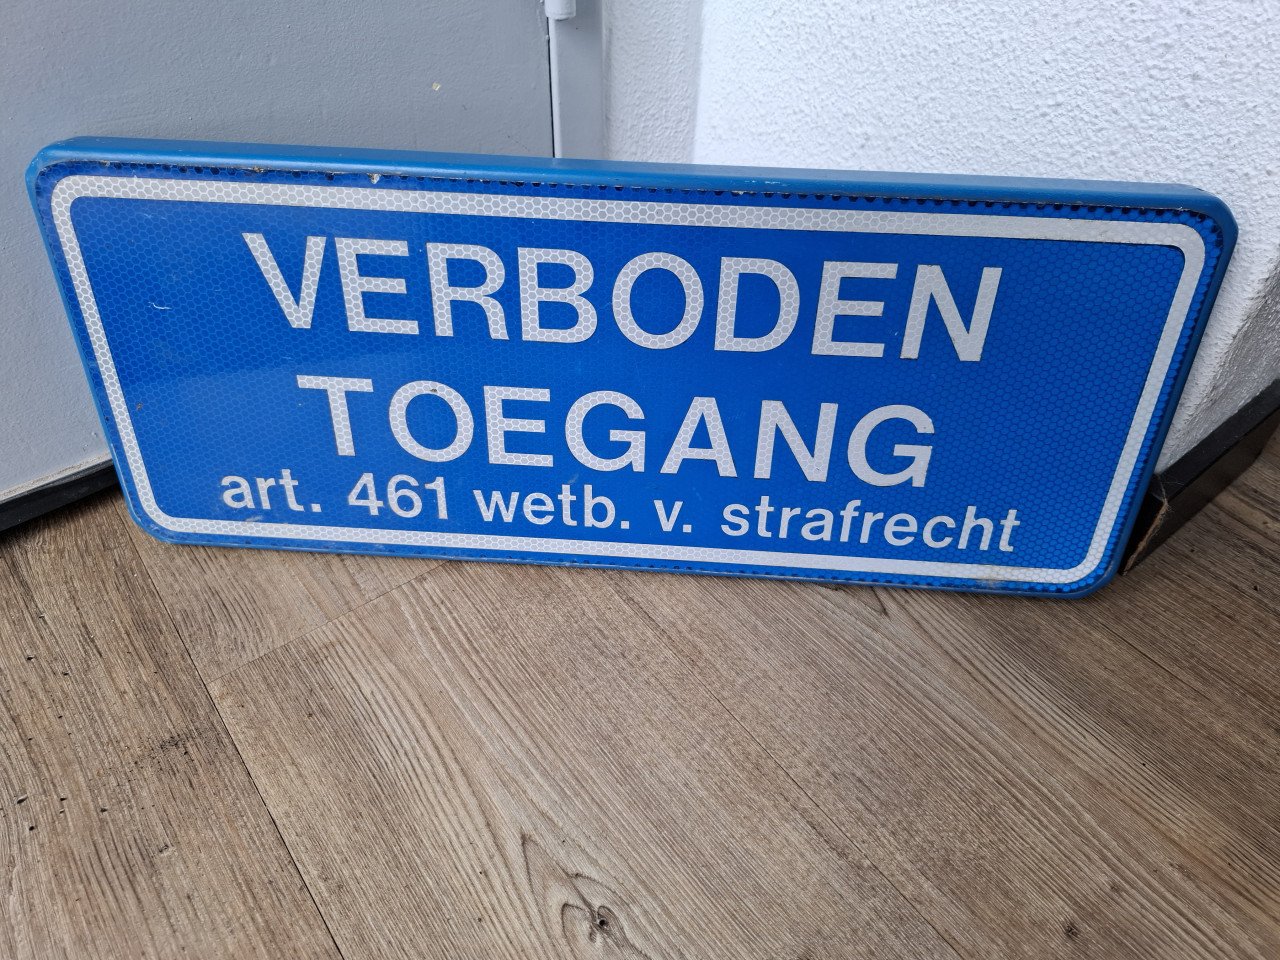 VERBODEN
TOEGANG
art. 461 wetb. v. strafrecht